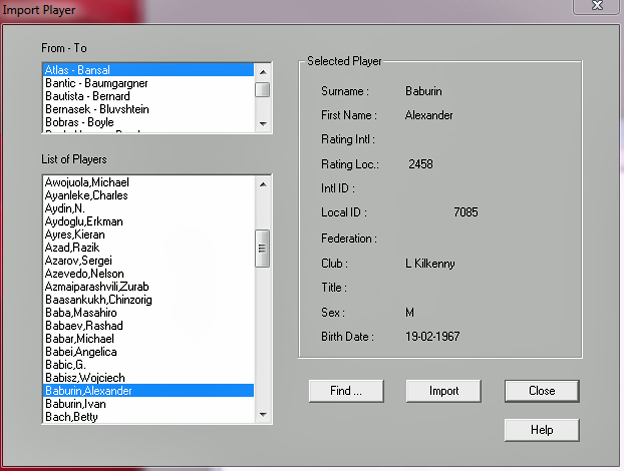 Import Player
From - To
Atlas - Bansal
Bantic - Baumgargner
Bautista - Bernard
Bernasek - Bluvshtein
Bobras - Boyle
List of Players
Awojuola,Michael
Ayanleke,Charles
Aydin,N.
Aydoglu,Erkman
Ayres,Kieran
Azad,Razik
Azarov,Sergei
Azevedo,Nelson
Azmaiparashvili,Zurab
Baasankukh,Chinzorig
Baba,Masahiro
Babaev,Rashad
Babar,Michael
Babei,Angelica
Babic,G.
Babisz,Wojciech
Baburin,Alexander
Baburin,Ivan
Bach,Betty
Selected Player
Surname : Baburin
First Name : Alexander
Rating Intl :
Rating Loc.: 2458
Intl ID :
Local ID : 7085
Federation :
Club : L Kilkenny
Title :
Sex : M
Birth Date : 19-02-1967
Find ... Import Close
Help